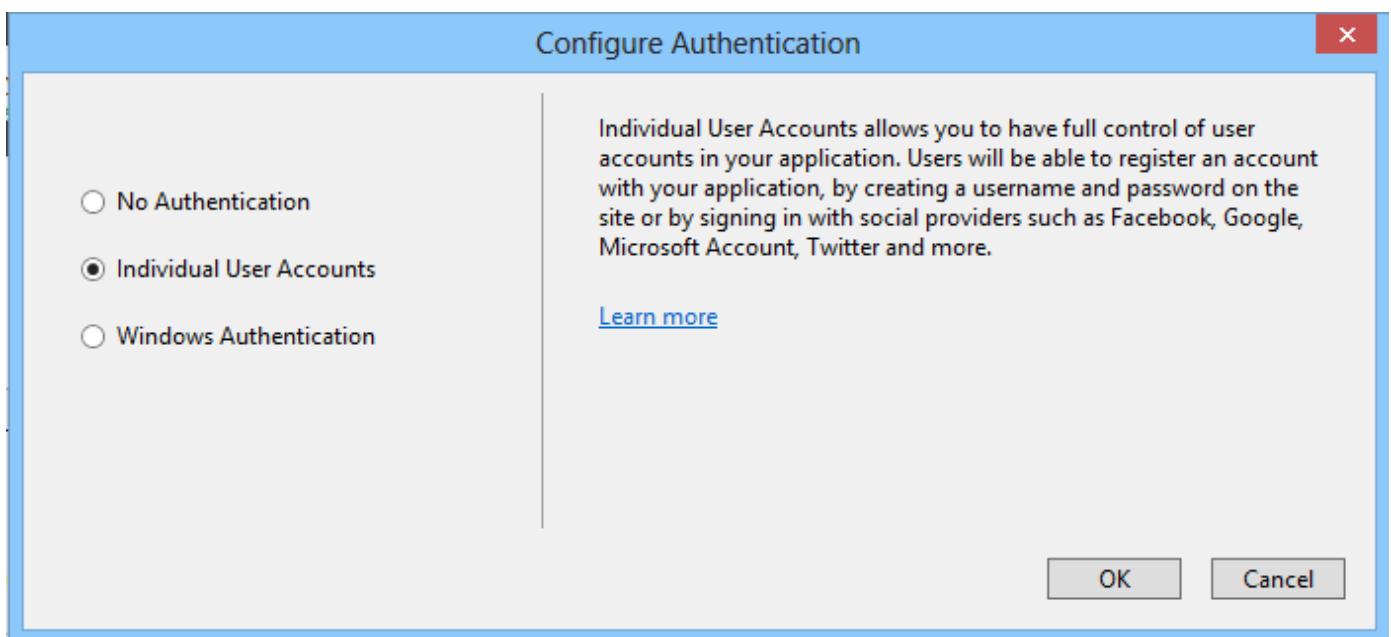 Configure Authentication
No Authentication
Individual User Accounts
Windows Authentication
Individual User Accounts allows you to have full control of user
accounts in your application. Users will be able to register an account
with your application, by creating a username and password on the
site or by signing in with social providers such as Facebook, Google,
Microsoft Account, Twitter and more.
Learn more
OK
Cancel